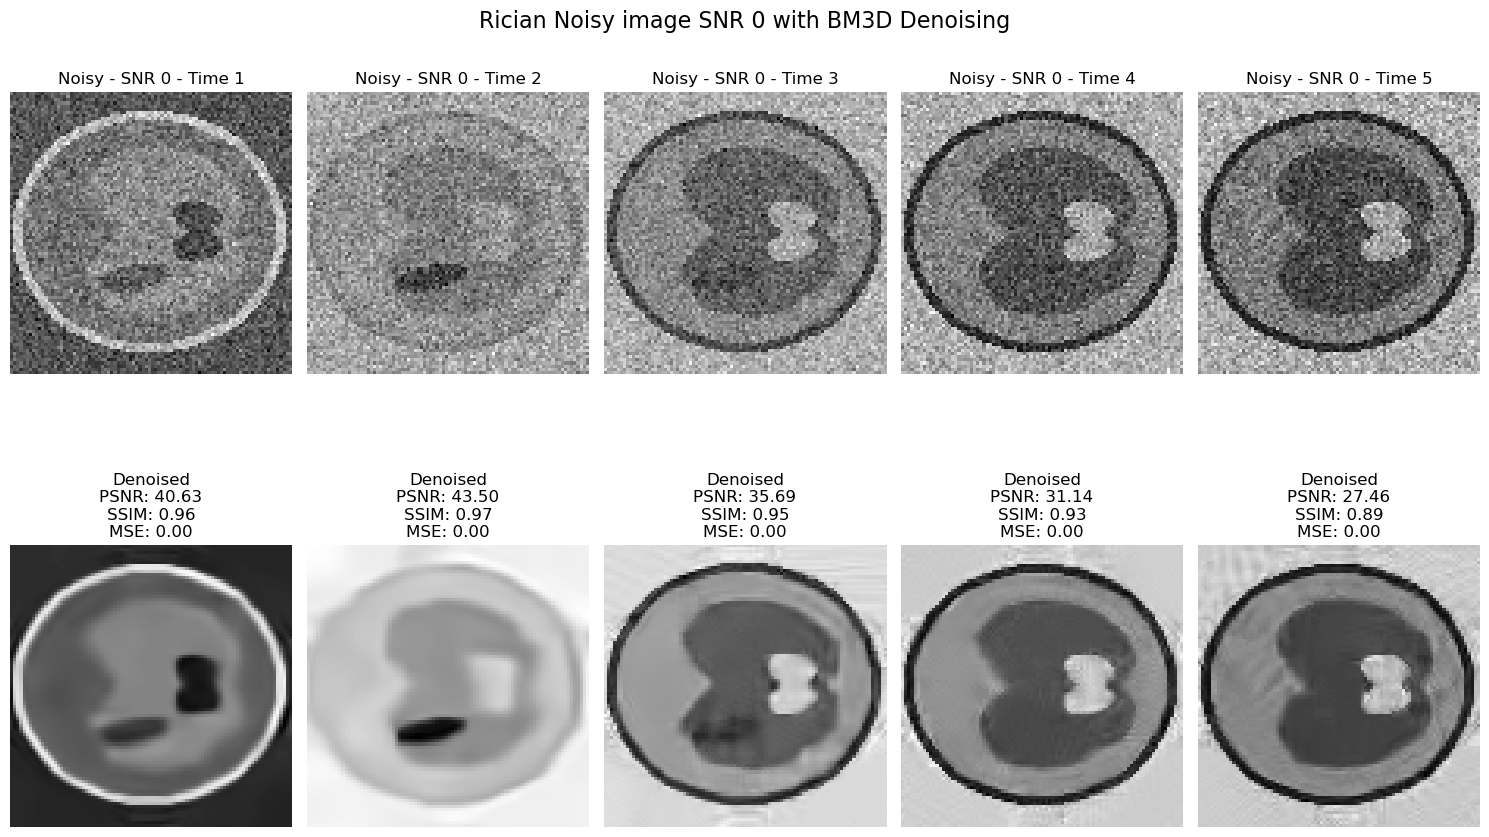 Rician Noisy image SNR 0 with BM3D Denoising
Noisy - SNR 0 - Time 1
Noisy - SNR 0 - Time 2
Noisy - SNR 0 - Time 3
Noisy - SNR 0 - Time 4
Noisy - SNR 0 - Time 5
Denoised
PSNR: 40.63
SSIM: 0.96
MSE: 0.00
Denoised
PSNR: 43.50
SSIM: 0.97
MSE: 0.00
Denoised
PSNR: 35.69
SSIM: 0.95
MSE: 0.00
Denoised
PSNR: 31.14
SSIM: 0.93
MSE: 0.00
Denoised
PSNR: 27.46
SSIM: 0.89
MSE: 0.00